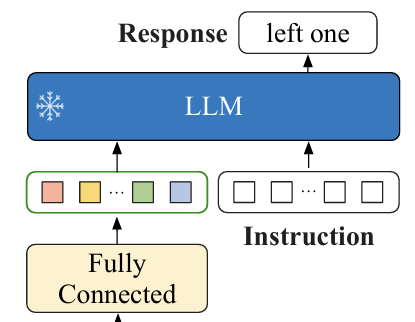 Response
left one
LLM
...
...
Instruction
Fully
Connected